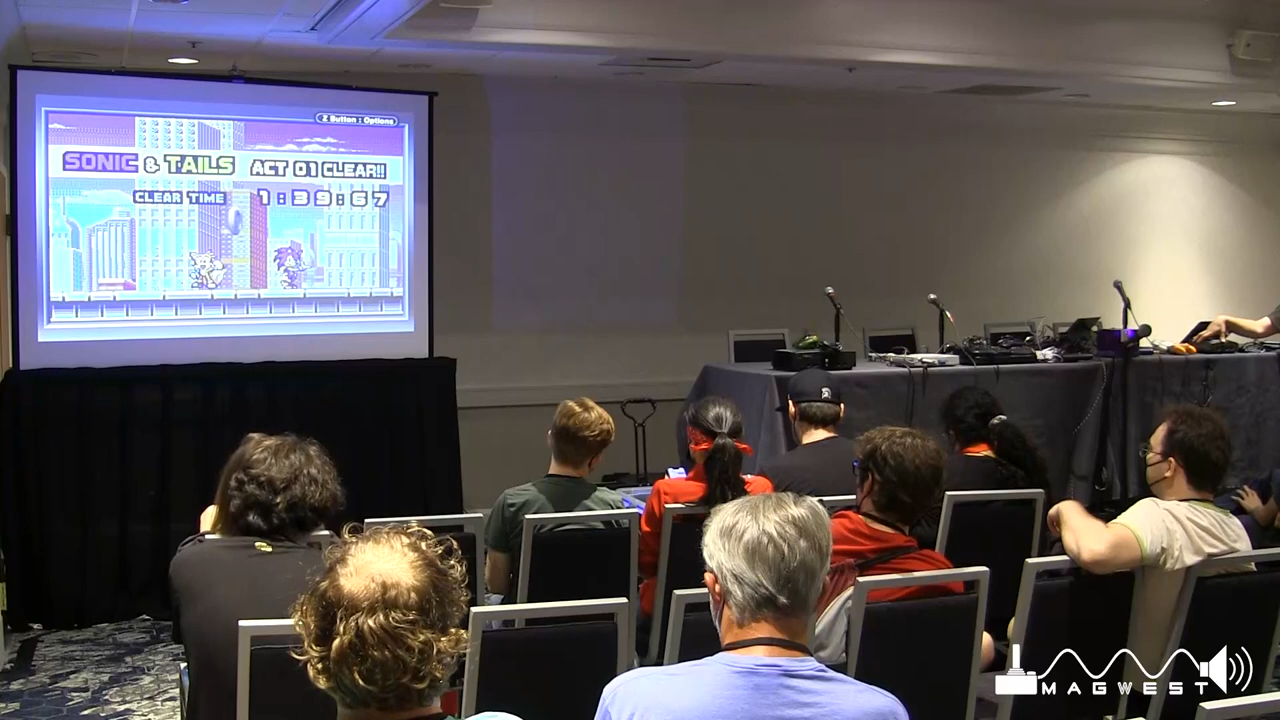 Z Button : Options
SONIC & TAILS ACT 01 CLEAR!!
CLEAR TIME 1:39:67
MAGWEST